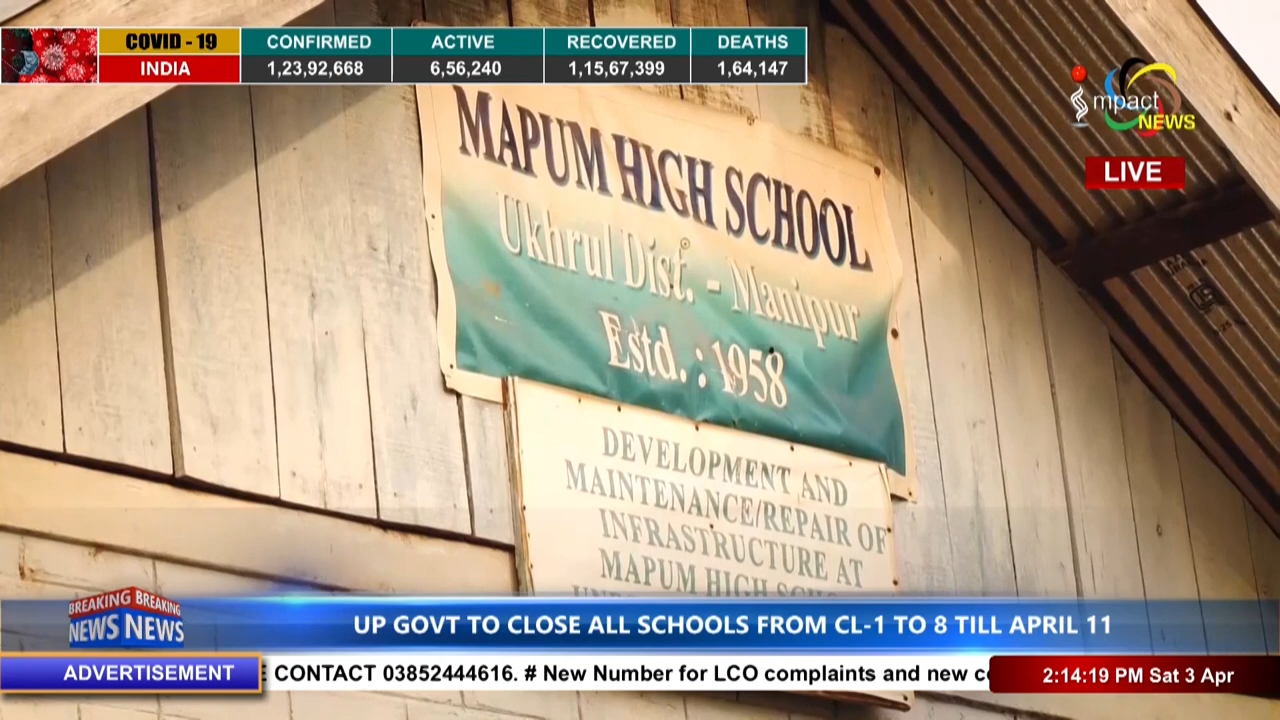 COVID - 19
INDIA
CONFIRMED
1,23,92,668
ACTIVE
6,56,240
RECOVERED
1,15,67,399
DEATHS
1,64,147
impact
NEWS
LIVE
MAPUM HIGH SCHOOL
Ukhrul Dist. - Manipur
Estd. : 1958
DEVELOPMENT AND
MAINTENANCE/REPAIR OF
INFRASTRUCTURE AT
MAPUM HIGH
BREAKING BREAKING
NEWS NEWS
UP GOVT TO CLOSE ALL SCHOOLS FROM CL-1 TO 8 TILL APRIL 11
ADVERTISEMENT
CONTACT 03852444616. # New Number for LCO complaints and new
2:14:19 PM Sat 3 Apr